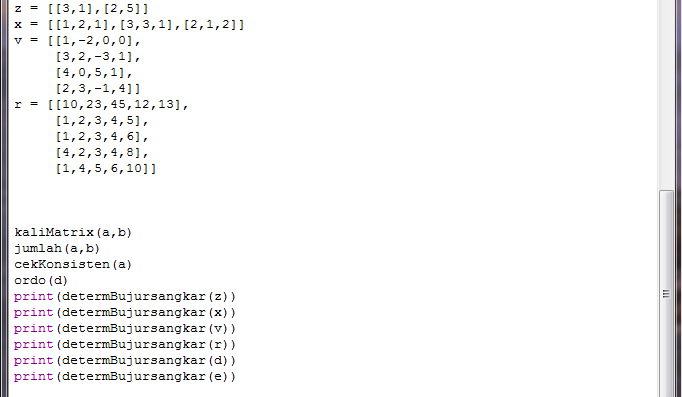 z = [[3,1],[2,5]]
x = [[1,2,1],[3,3,1],[2,1,2]]
v = [[1,-2,0,0],
[3,2,-3,1],
[4,0,5,1],
[2,3,-1,4]]
r = [[10,23,45,12,13],
[1,2,3,4,5],
[1,2,3,4,6],
[4,2,3,4,8],
[1,4,5,6,10]]
kaliMatrix(a,b)
jumlah(a,b)
cekKonsisten(a)
ordo(d)
print(determBujursangkar(z))
print(determBujursangkar(x))
print(determBujursangkar(v))
print(determBujursangkar(r))
print(determBujursangkar(d))
print(determBujursangkar(e))